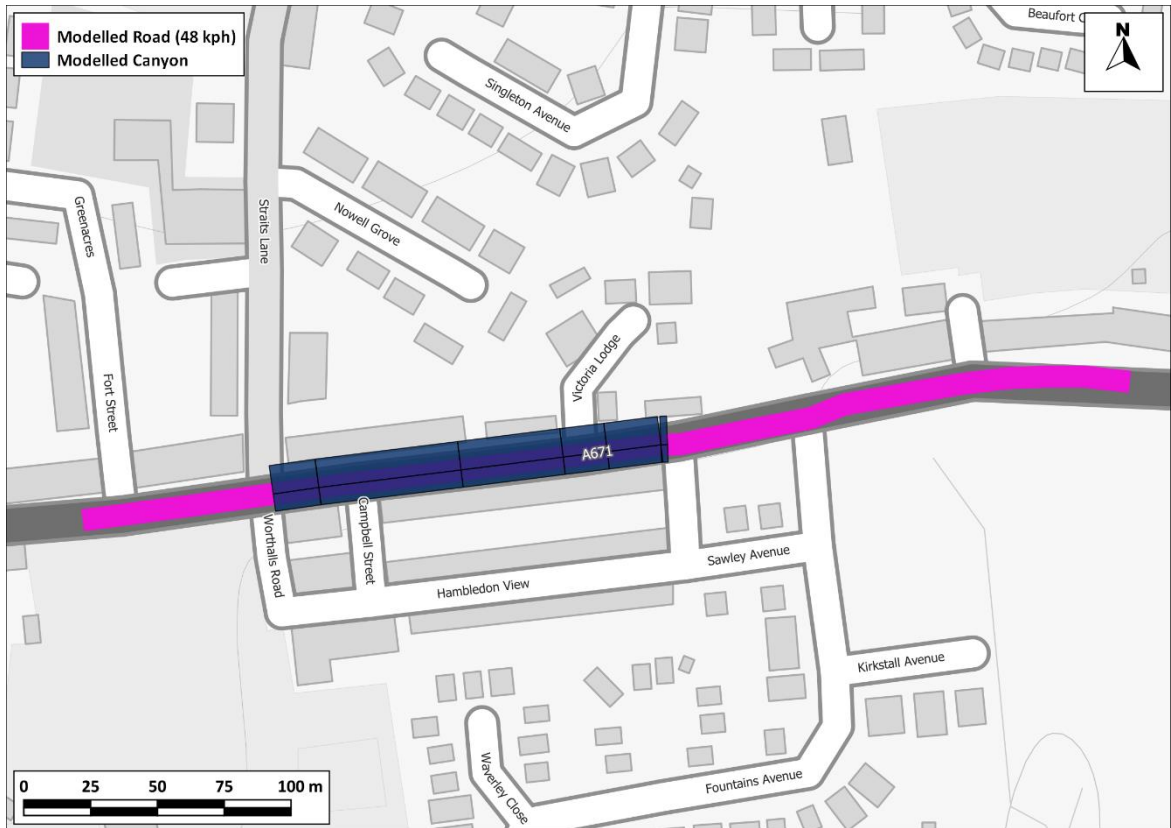 Modelled Road (48 kph)
Modelled Canyon
Beaufort C
N
Singleton Avenue
Greenacres
Straits Lane
Nowell Grove
Victoria Lodge
Fort Street
A671
Worthalls Road
Campbell Street
Hambledon View
Sawley Avenue
Kirkstall Avenue
Waverley Close
Fountains Avenue
0 25 50 75 100 m